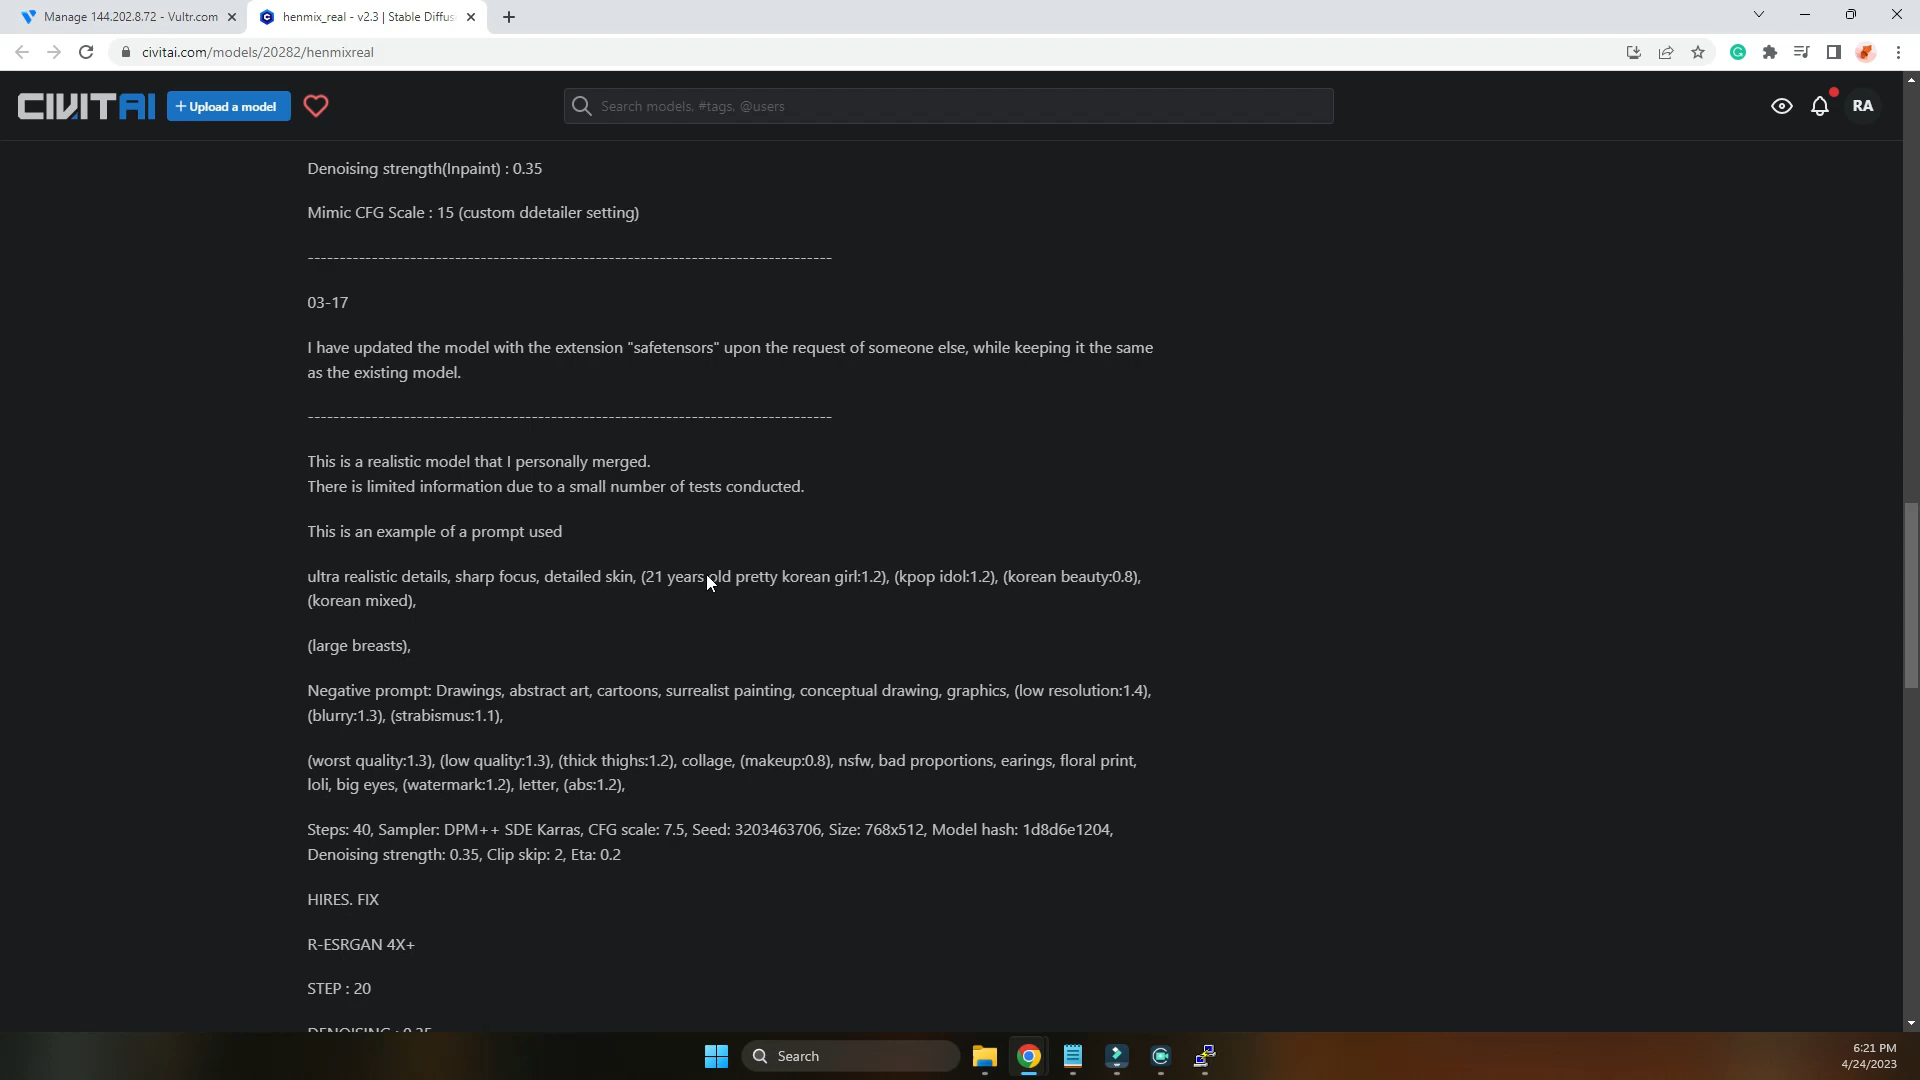 Manage 144.202.8.72 - Vultr.com
henmix_real - v2.3 | Stable Diffus
civitai.com/models/20282/henmixreal
CIVITAI
+ Upload a model
Search models, #tags, @users
RA
Denoising strength(Inpaint) : 0.35
Mimic CFG Scale : 15 (custom ddetailer setting)
----------------------------------------------------------------------------------
03-17
I have updated the model with the extension "safetensors" upon the request of someone else, while keeping it the same
as the existing model.
----------------------------------------------------------------------------------
This is a realistic model that I personally merged.
There is limited information due to a small number of tests conducted.
This is an example of a prompt used
ultra realistic details, sharp focus, detailed skin, (21 years old pretty korean girl:1.2), (kpop idol:1.2), (korean beauty:0.8),
(korean mixed),
(large breasts),
Negative prompt: Drawings, abstract art, cartoons, surrealist painting, conceptual drawing, graphics, (low resolution:1.4),
(blurry:1.3), (strabismus:1.1),
(worst quality:1.3), (low quality:1.3), (thick thighs:1.2), collage, (makeup:0.8), nsfw, bad proportions, earings, floral print,
loli, big eyes, (watermark:1.2), letter, (abs:1.2),
Steps: 40, Sampler: DPM++ SDE Karras, CFG scale: 7.5, Seed: 3203463706, Size: 768x512, Model hash: 1d8d6e1204,
Denoising strength: 0.35, Clip skip: 2, Eta: 0.2
HIRES. FIX
R-ESRGAN 4X+
STEP : 20
DENOISING : 0.35
Search
6:21 PM
4/24/2023